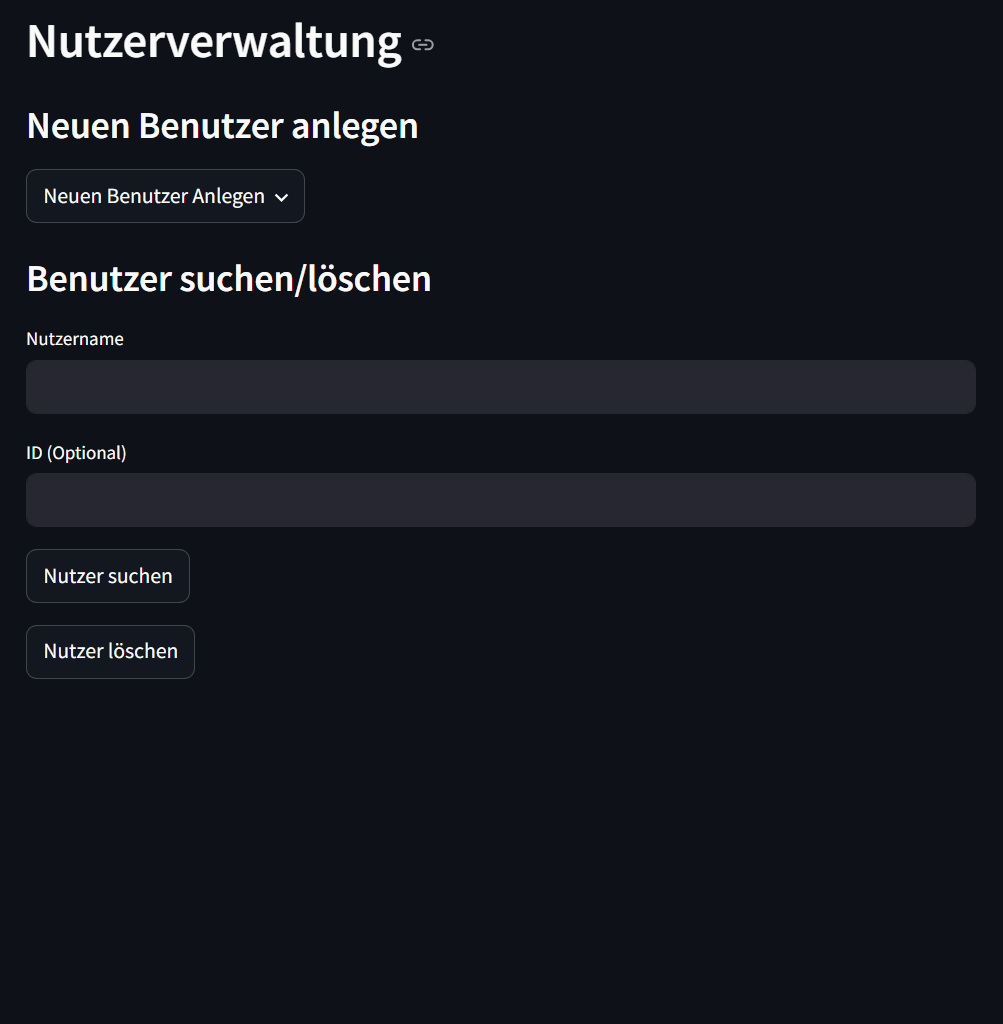 Nutzerverwaltung
Neuen Benutzer anlegen
Neuen Benutzer Anlegen
Benutzer suchen/löschen
Nutzername
ID (Optional)
Nutzer suchen
Nutzer löschen